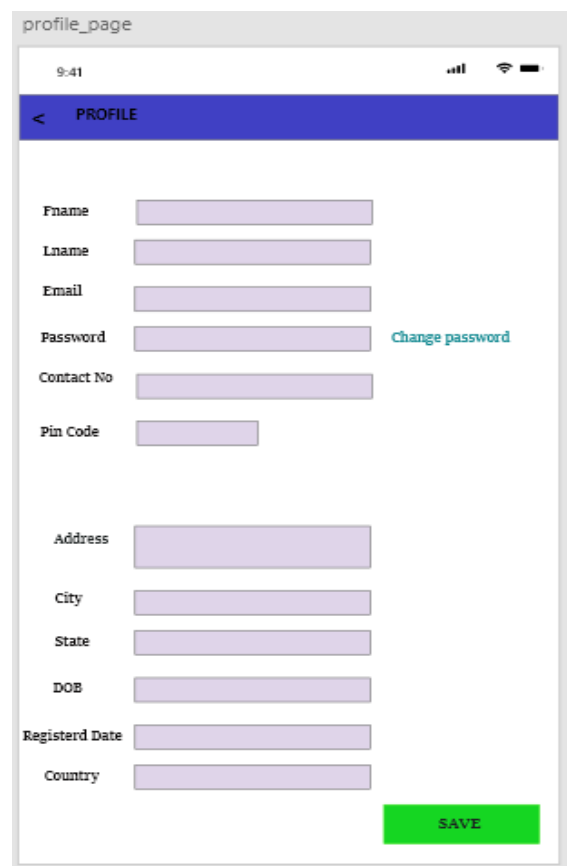 profile_page
9:41
< PROFILE
Fname
Lname
Email
Password Change password
Contact No
Pin Code
Address
City
State
DOB
Registerd Date
Country
SAVE